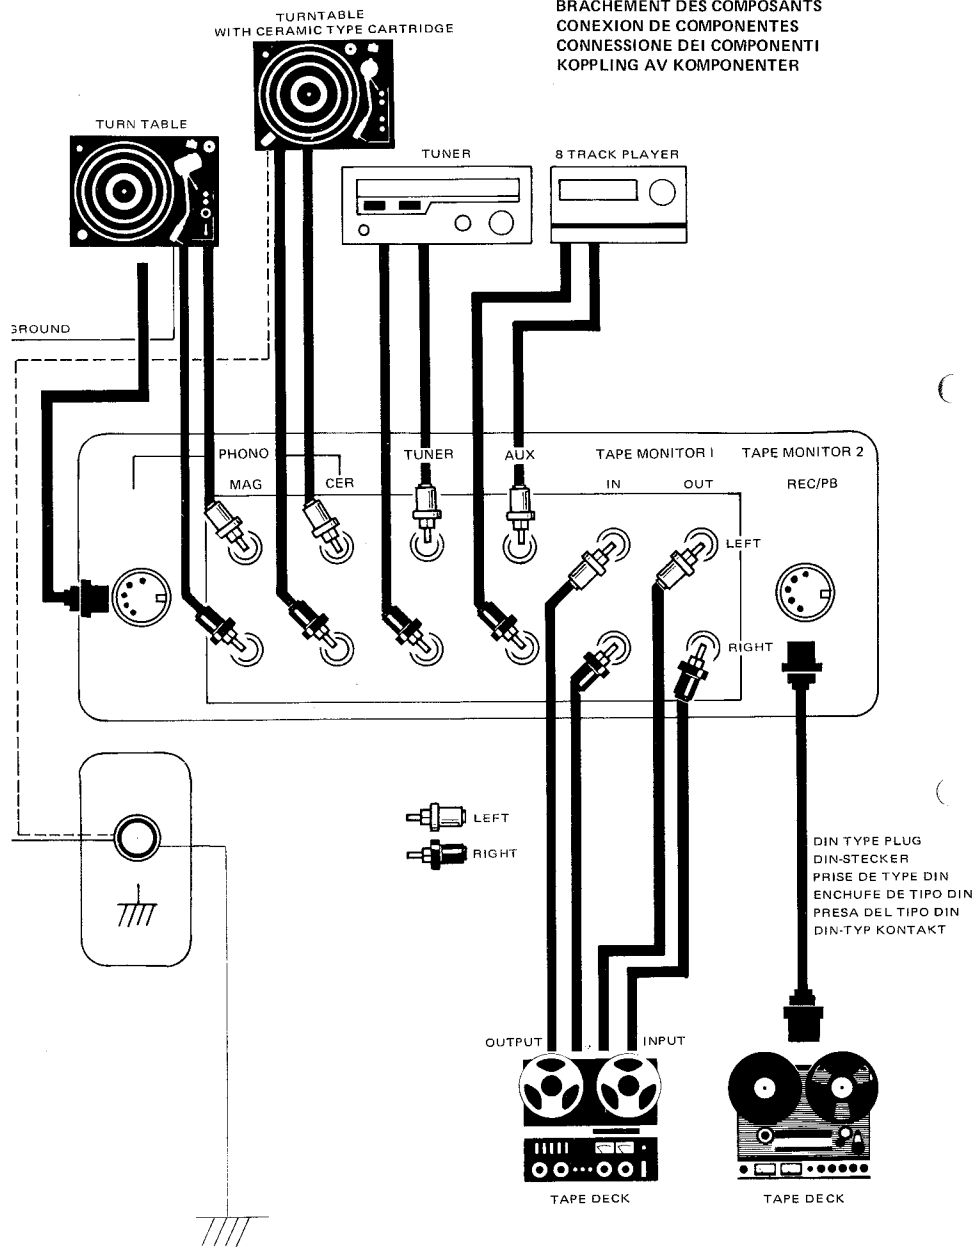 BRACHEMENT DES COMPOSANTS
CONEXION DE COMPONENTES
CONNESSIONE DEI COMPONENTI
KOPPLING AV KOMPONENTER
TURNTABLE
WITH CERAMIC TYPE CARTRIDGE
TURN TABLE
TUNER
8 TRACK PLAYER
GROUND
PHONO
TUNER
AUX
TAPE MONITOR I
TAPE MONITOR 2
MAG
CER
IN
OUT
REC/PB
LEFT
RIGHT
LEFT
RIGHT
DIN TYPE PLUG
DIN-STECKER
PRISE DE TYPE DIN
ENCHUFE DE TIPO DIN
PRESA DEL TIPO DIN
DIN-TYP KONTAKT
OUTPUT
INPUT
TAPE DECK
TAPE DECK